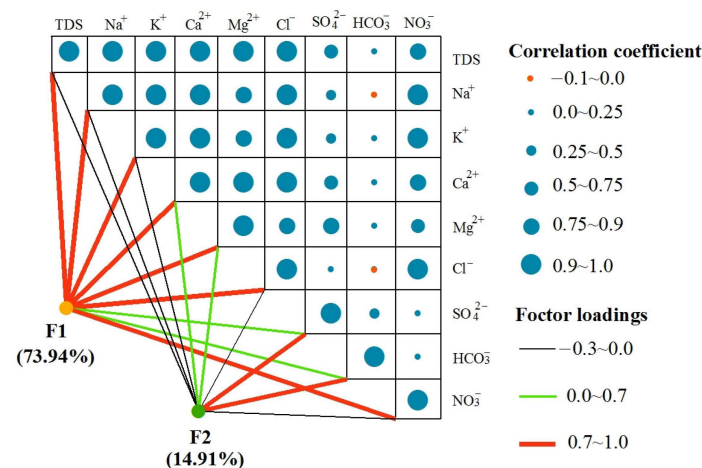 TDS Na⁺ K⁺ Ca²⁺ Mg²⁺ Cl⁻ SO₄²⁻ HCO₃⁻ NO₃⁻
TDS
Na⁺
K⁺
Ca²⁺
Mg²⁺
Cl⁻
SO₄²⁻
HCO₃⁻
NO₃⁻
F1
(73.94%)
F2
(14.91%)
Correlation coefficient
−0.1~0.0
0.0~0.25
0.25~0.5
0.5~0.75
0.75~0.9
0.9~1.0
Foctor loadings
−0.3~0.0
0.0~0.7
0.7~1.0